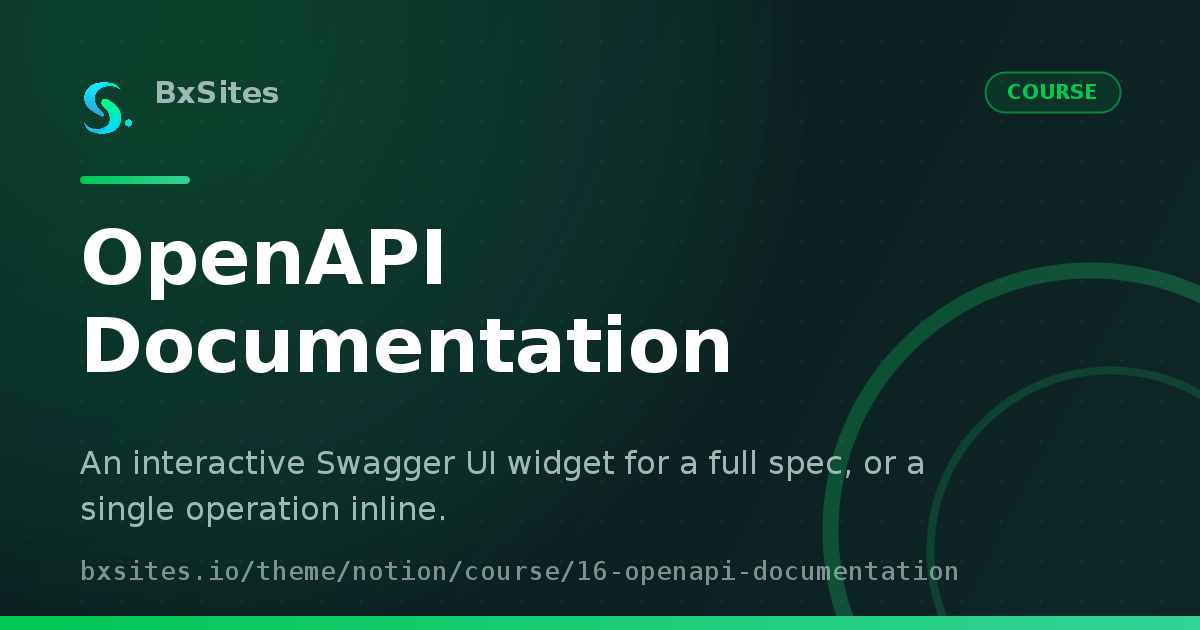 BxSites
COURSE
OpenAPI
Documentation
An interactive Swagger UI widget for a full spec, or a
single operation inline.
bxsites.io/theme/notion/course/16-openapi-documentation